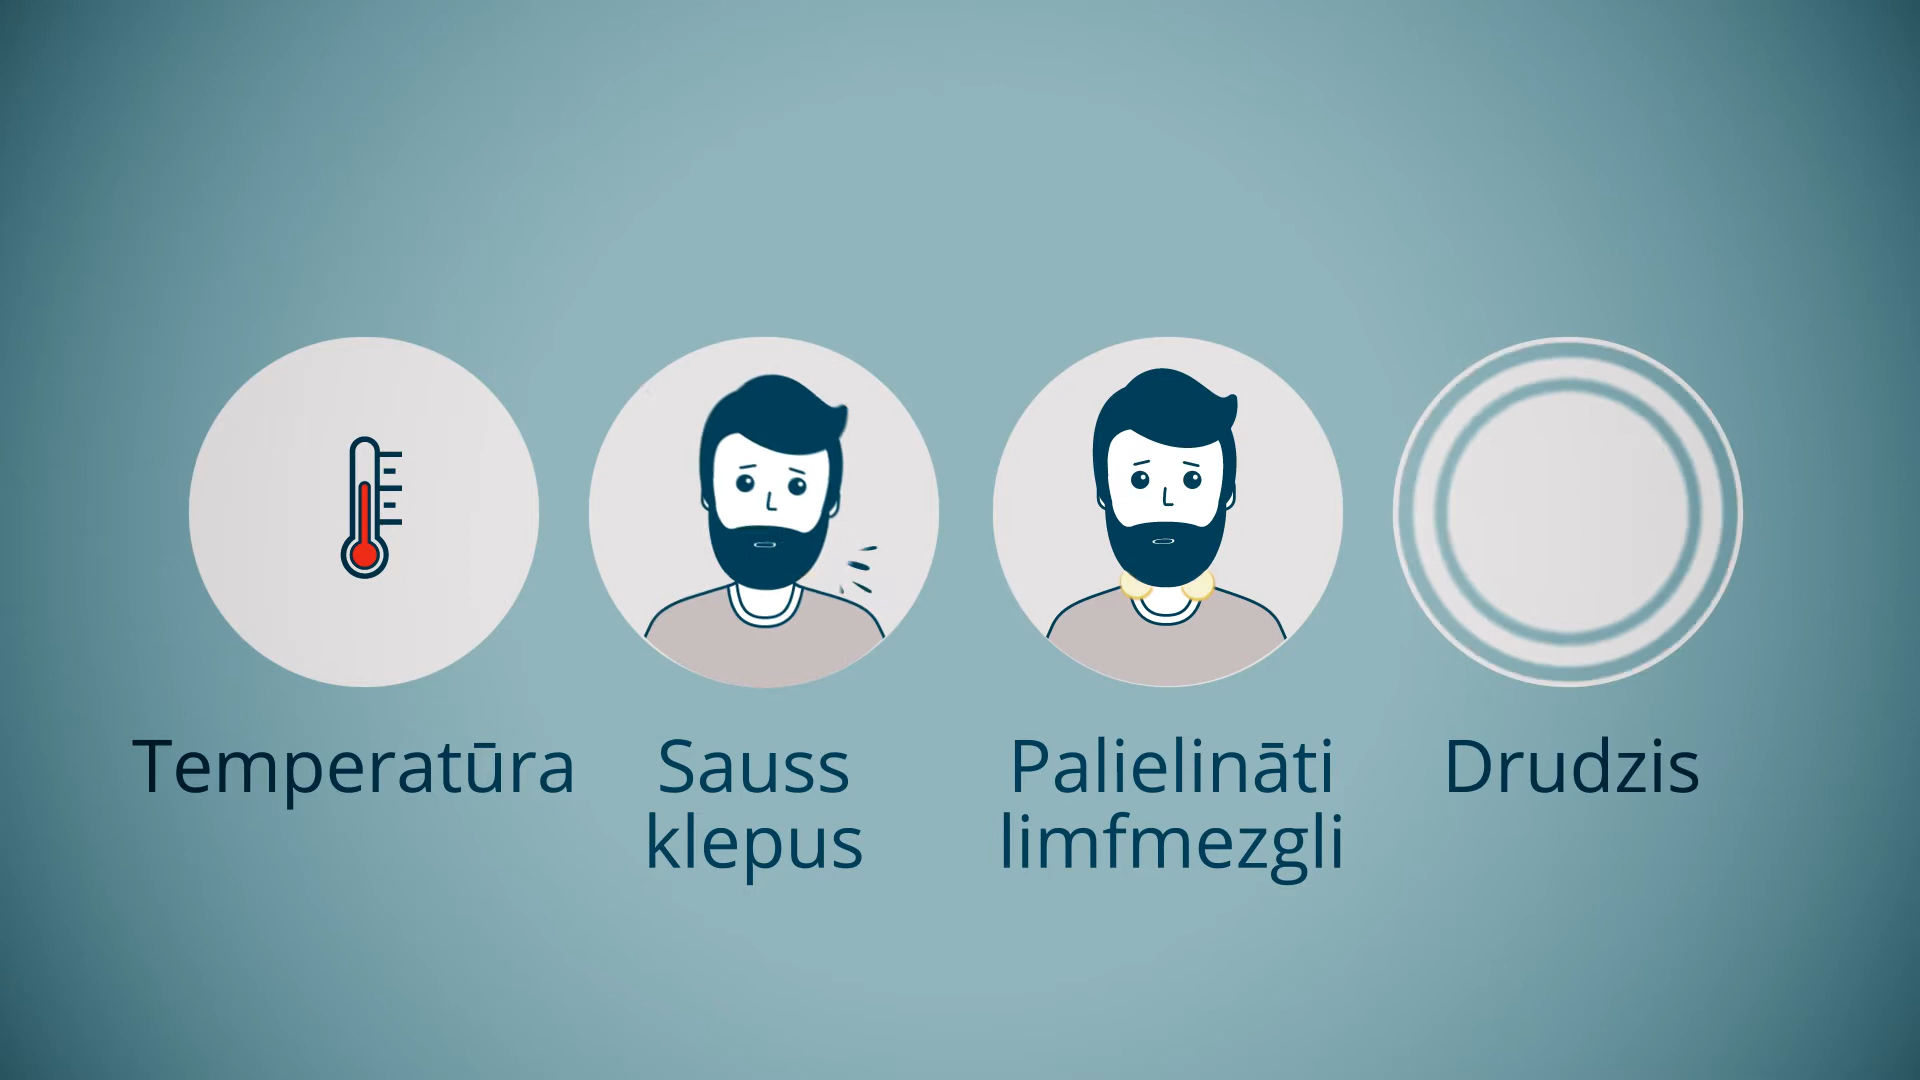 Temperatūra
Sauss
klepus
Palielināti
limfmezgli
Drudzis